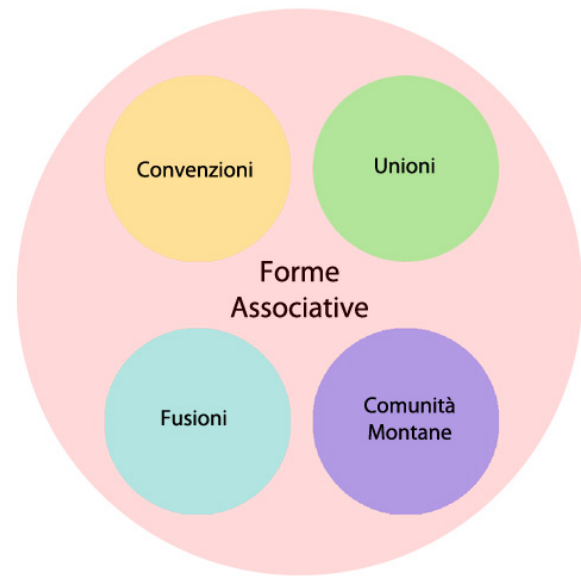 Convenzioni
Unioni
Forme
Associative
Fusioni
Comunità
Montane